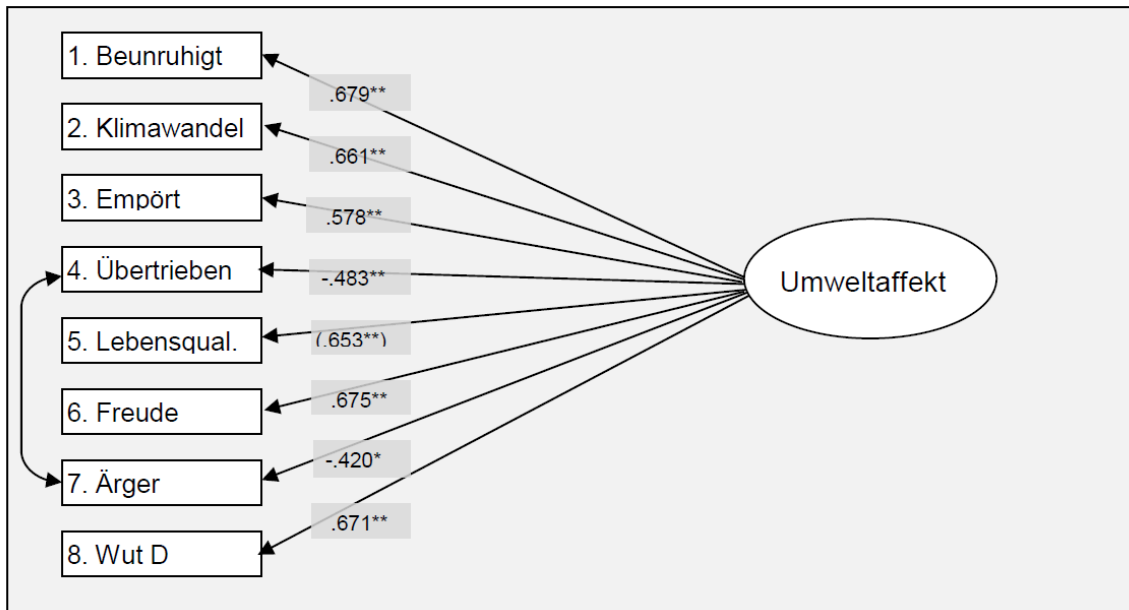 1. Beunruhigt
.679**
2. Klimawandel
.661**
3. Empört
.578**
4. Übertrieben
-.483**
5. Lebensqual.
(.653**)
6. Freude
.675**
7. Ärger
-.420*
8. Wut D
.671**
Umweltaffekt